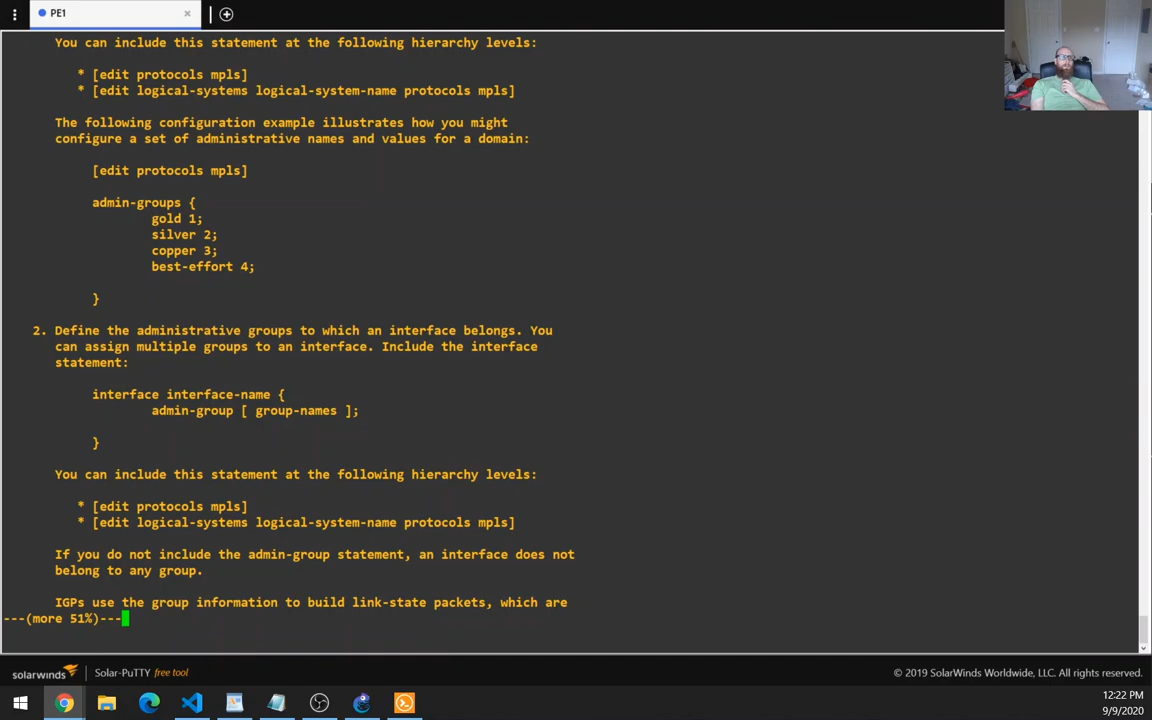 PE1
You can include this statement at the following hierarchy levels:
* [edit protocols mpls]
* [edit logical-systems logical-system-name protocols mpls]
The following configuration example illustrates how you might
configure a set of administrative names and values for a domain:
[edit protocols mpls]
admin-groups {
gold 1;
silver 2;
copper 3;
best-effort 4;
}
2. Define the administrative groups to which an interface belongs. You
can assign multiple groups to an interface. Include the interface
statement:
interface interface-name {
admin-group [ group-names ];
}
You can include this statement at the following hierarchy levels:
* [edit protocols mpls]
* [edit logical-systems logical-system-name protocols mpls]
If you do not include the admin-group statement, an interface does not
belong to any group.
IGPs use the group information to build link-state packets, which are
---(more 51%)---
solarwinds Solar-PuTTY free tool © 2019 SolarWinds Worldwide, LLC. All rights reserved.
12:22 PM
9/9/2020